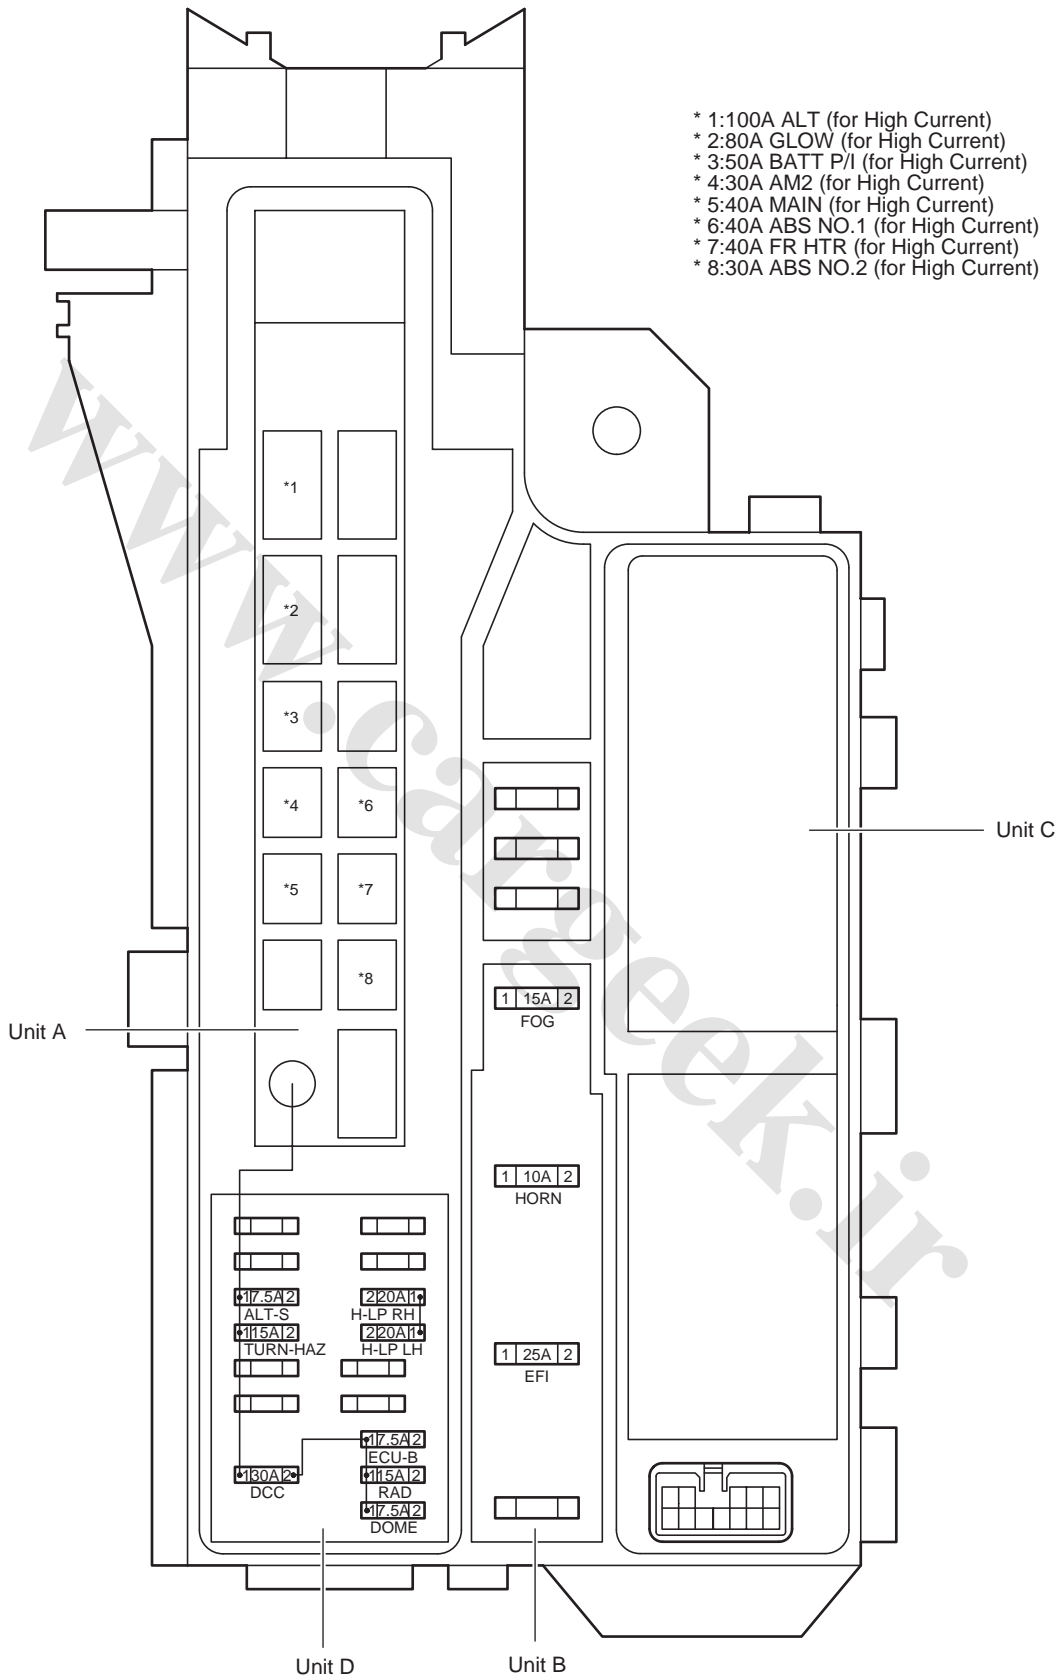 * 1:100A ALT (for High Current)
* 2:80A GLOW (for High Current)
* 3:50A BATT P/I (for High Current)
* 4:30A AM2 (for High Current)
* 5:40A MAIN (for High Current)
* 6:40A ABS NO.1 (for High Current)
* 7:40A FR HTR (for High Current)
* 8:30A ABS NO.2 (for High Current)
*1
*2
*3
*4 *6
*5 *7
*8
Unit C
Unit A
1 15A 2
FOG
1 10A 2
HORN
1 25A 2
EFI
1 7.5A 2
ALT-S
2 20A 1
H-LP RH
1 15A 2
TURN-HAZ
2 20A 1
H-LP LH
1 7.5A 2
ECU-B
1 30A 2
DCC
1 15A 2
RAD
1 7.5A 2
DOME
Unit D
Unit B
www.cargeek.ir